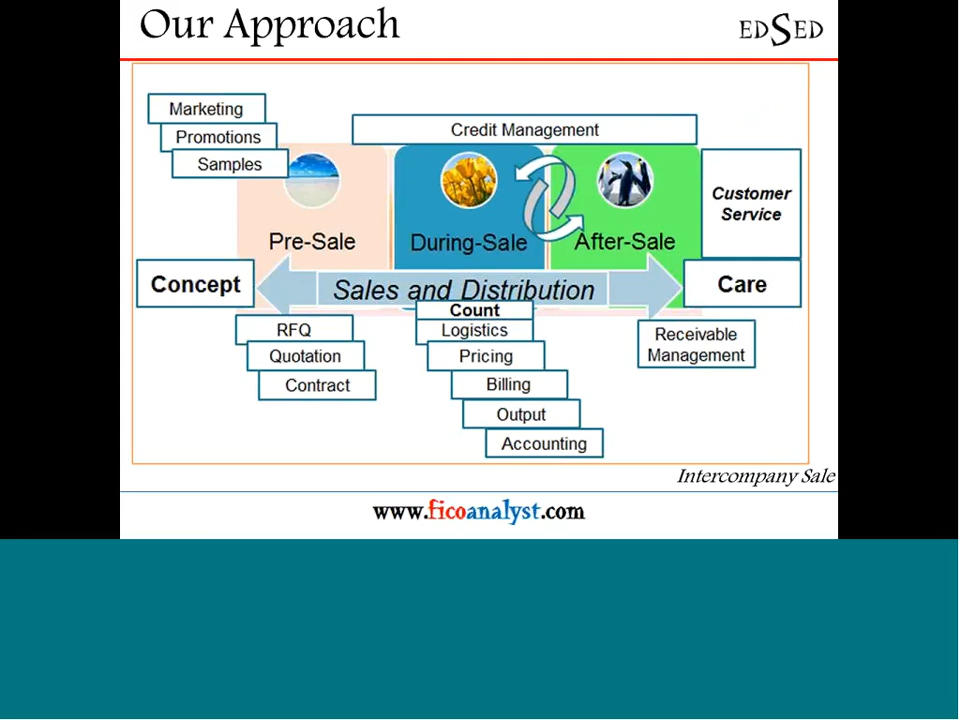 Our Approach
EDSED
Marketing
Promotions
Samples
Credit Management
Customer
Service
Pre-Sale
During-Sale
After-Sale
Concept
Sales and Distribution
Care
Count
RFQ
Quotation
Contract
Logistics
Pricing
Billing
Output
Accounting
Receivable
Management
Intercompany Sale
www.ficoanalyst.com